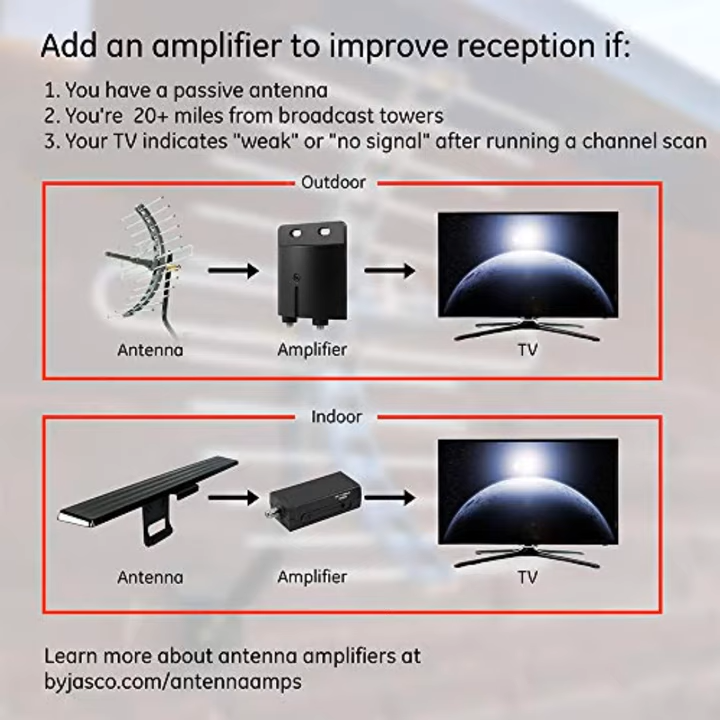 Add an amplifier to improve reception if:
1. You have a passive antenna
2. You're 20+ miles from broadcast towers
3. Your TV indicates "weak" or "no signal" after running a channel scan
Outdoor
Antenna
Amplifier
TV
Indoor
Antenna
Amplifier
TV
Learn more about antenna amplifiers at
byjasco.com/antennaamps